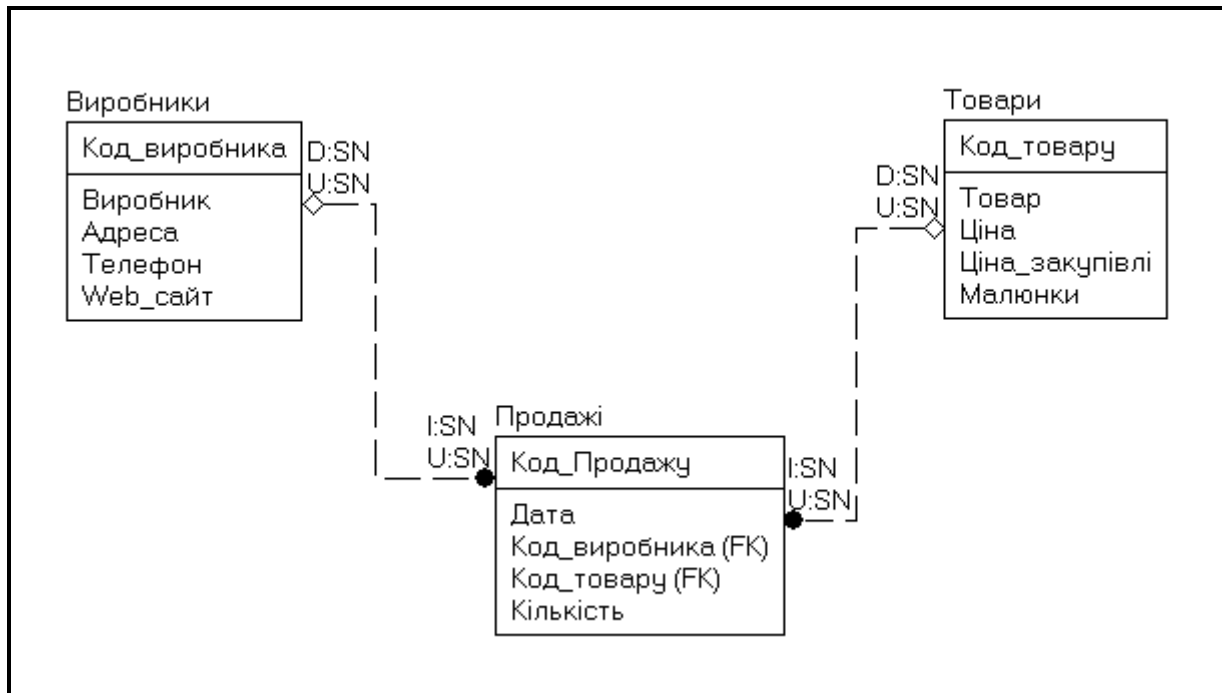 Виробники
Код_виробника
D:SN
U:SN
Виробник
Адреса
Телефон
Web_сайт
Товари
Код_товару
D:SN
U:SN
Товар
Ціна
Ціна_закупівлі
Малюнки
Продажі
I:SN
U:SN
Код_Продажу
I:SN
U:SN
Дата
Код_виробника (FK)
Код_товару (FK)
Кількість